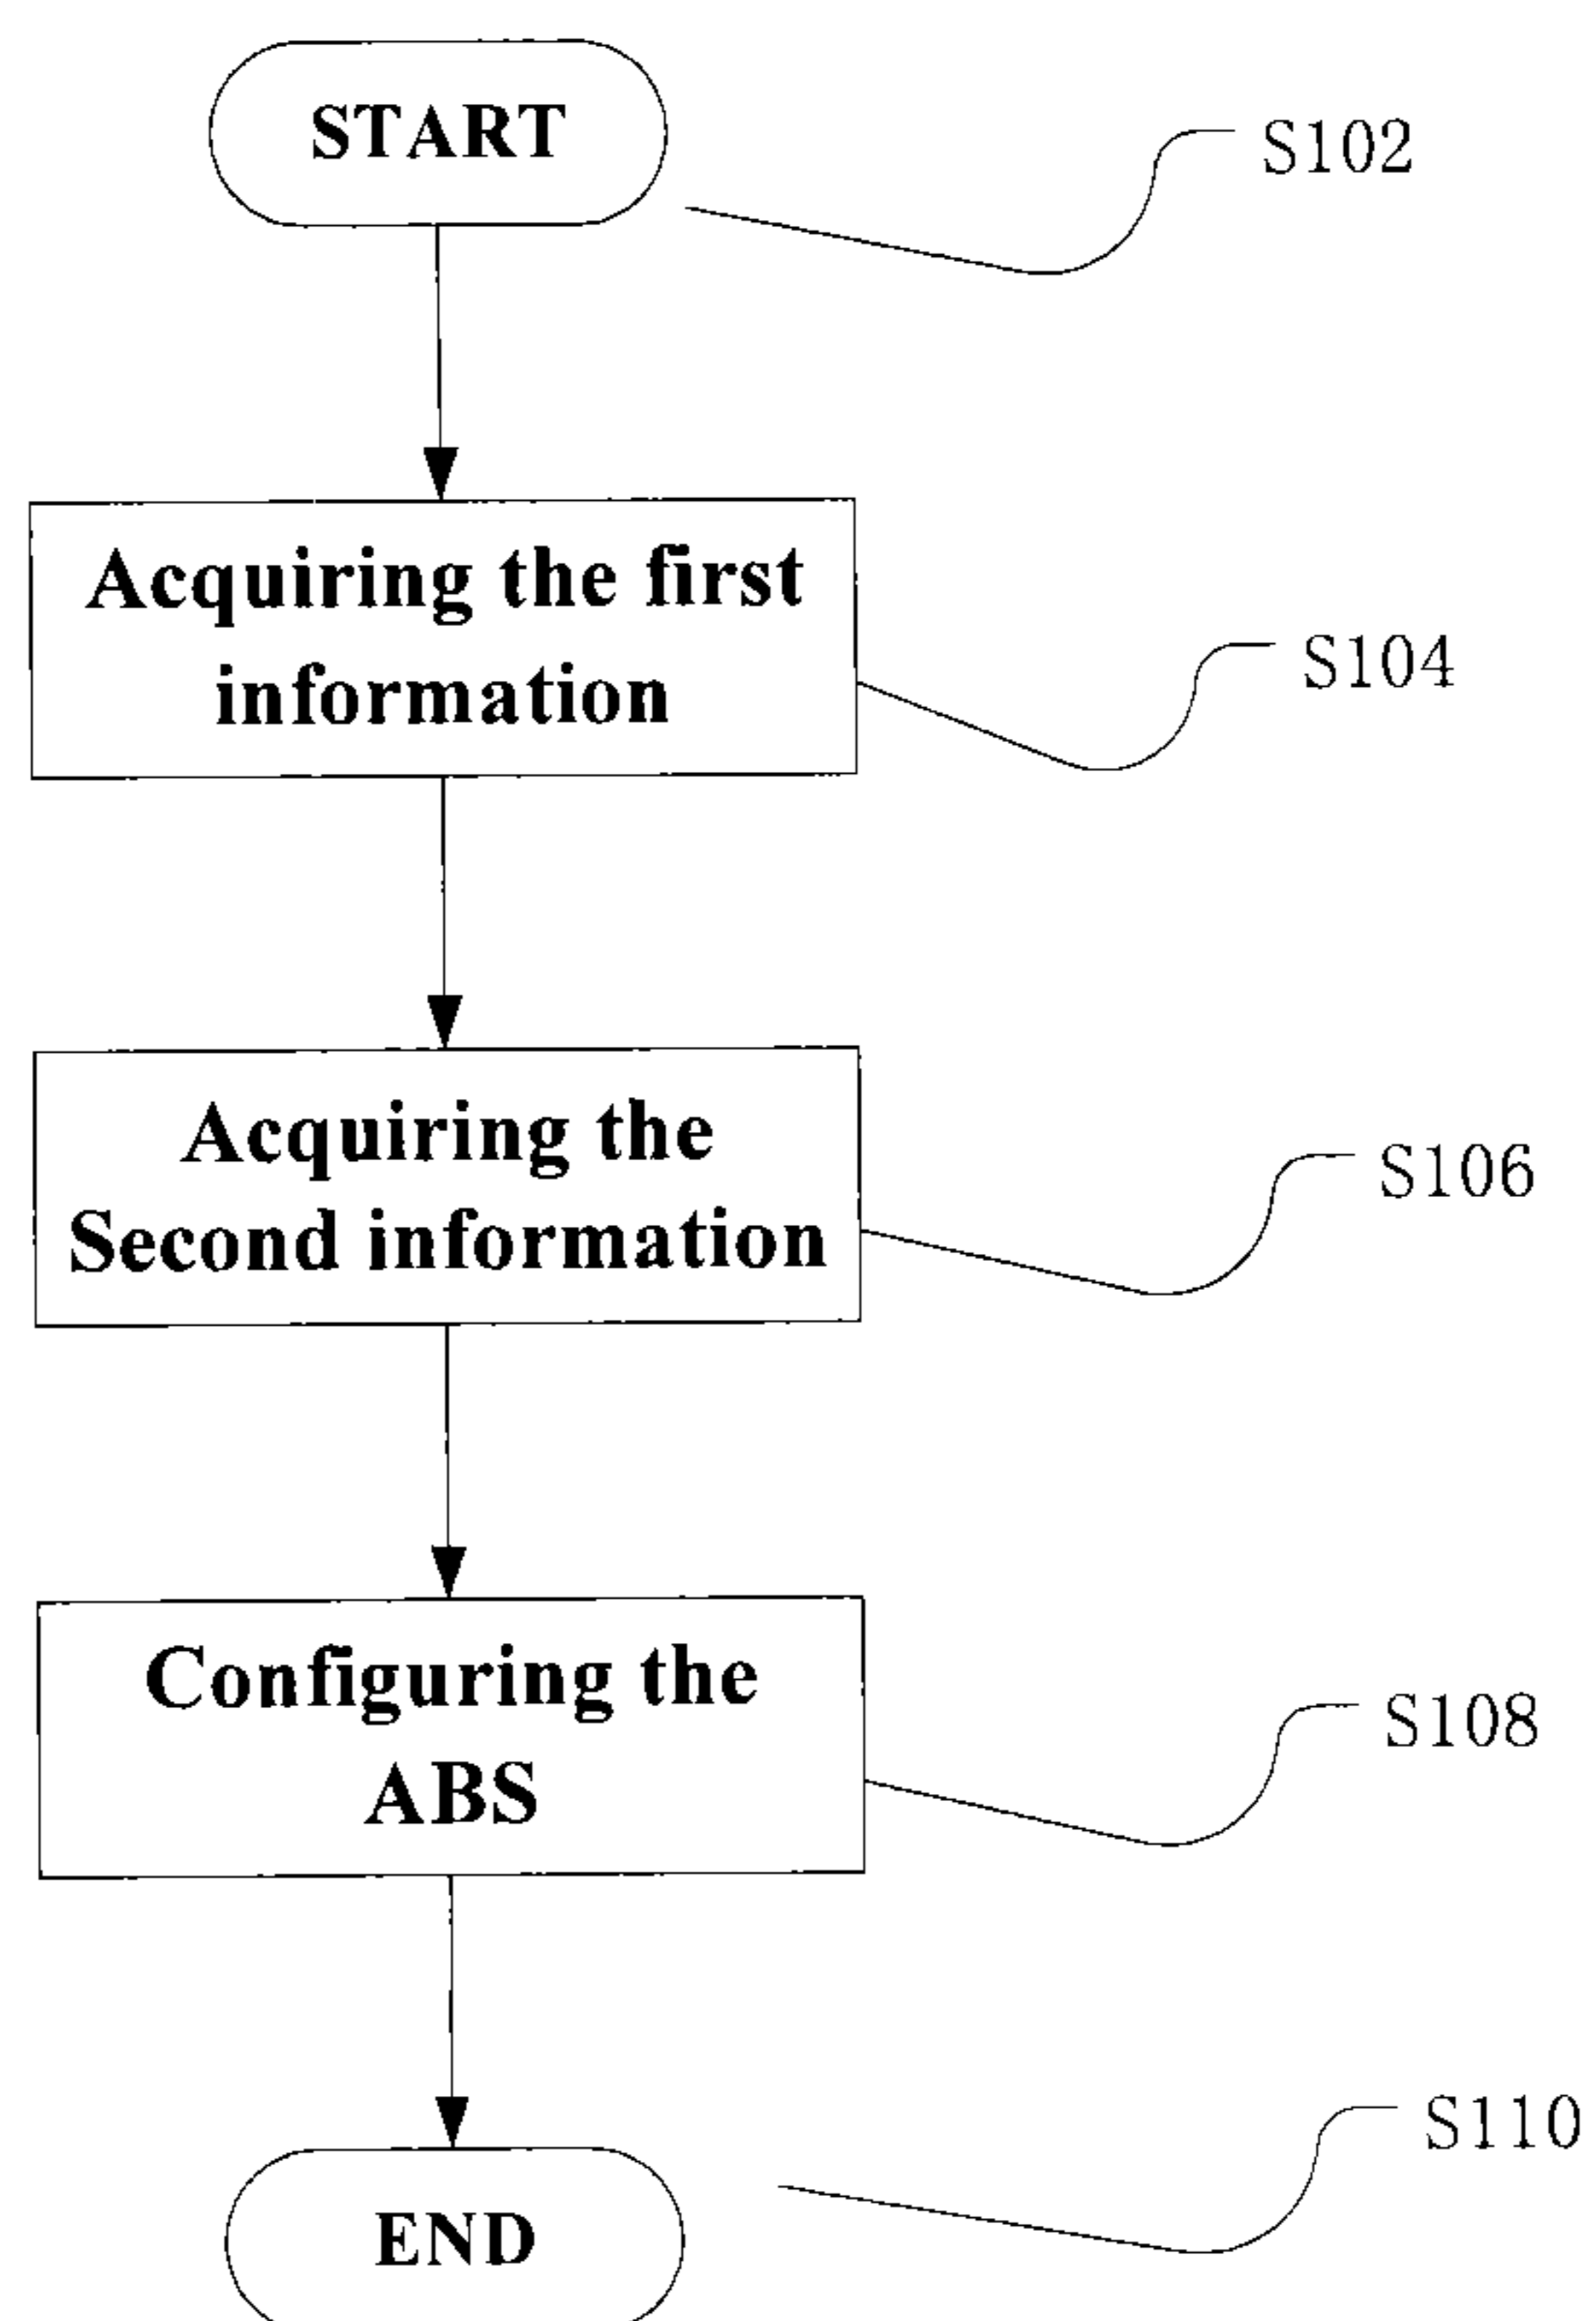 START
S102
Acquiring the first
information
S104
Acquiring the
Second information
S106
Configuring the
ABS
S108
S110
END